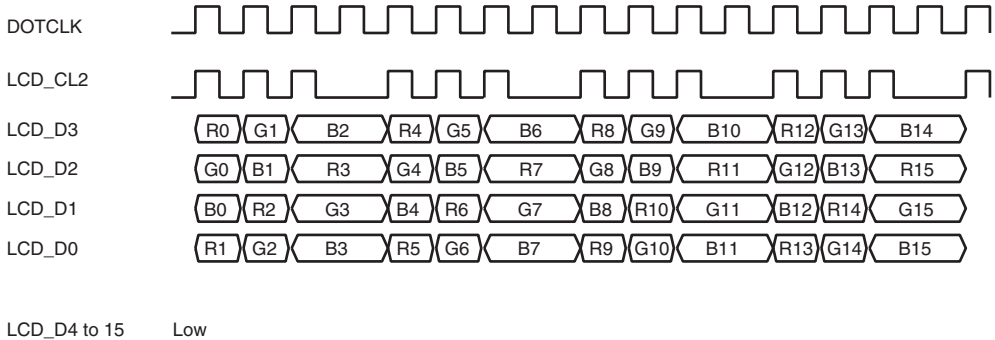 DOTCLK
LCD_CL2
LCD_D3 R0 G1 B2 R4 G5 B6 R8 G9 B10 R12 G13 B14
LCD_D2 G0 B1 R3 G4 B5 R7 G8 B9 R11 G12 B13 R15
LCD_D1 B0 R2 G3 B4 R6 G7 B8 R10 G11 B12 R14 G15
LCD_D0 R1 G2 B3 R5 G6 B7 R9 G10 B11 R13 G14 B15
LCD_D4 to 15 Low